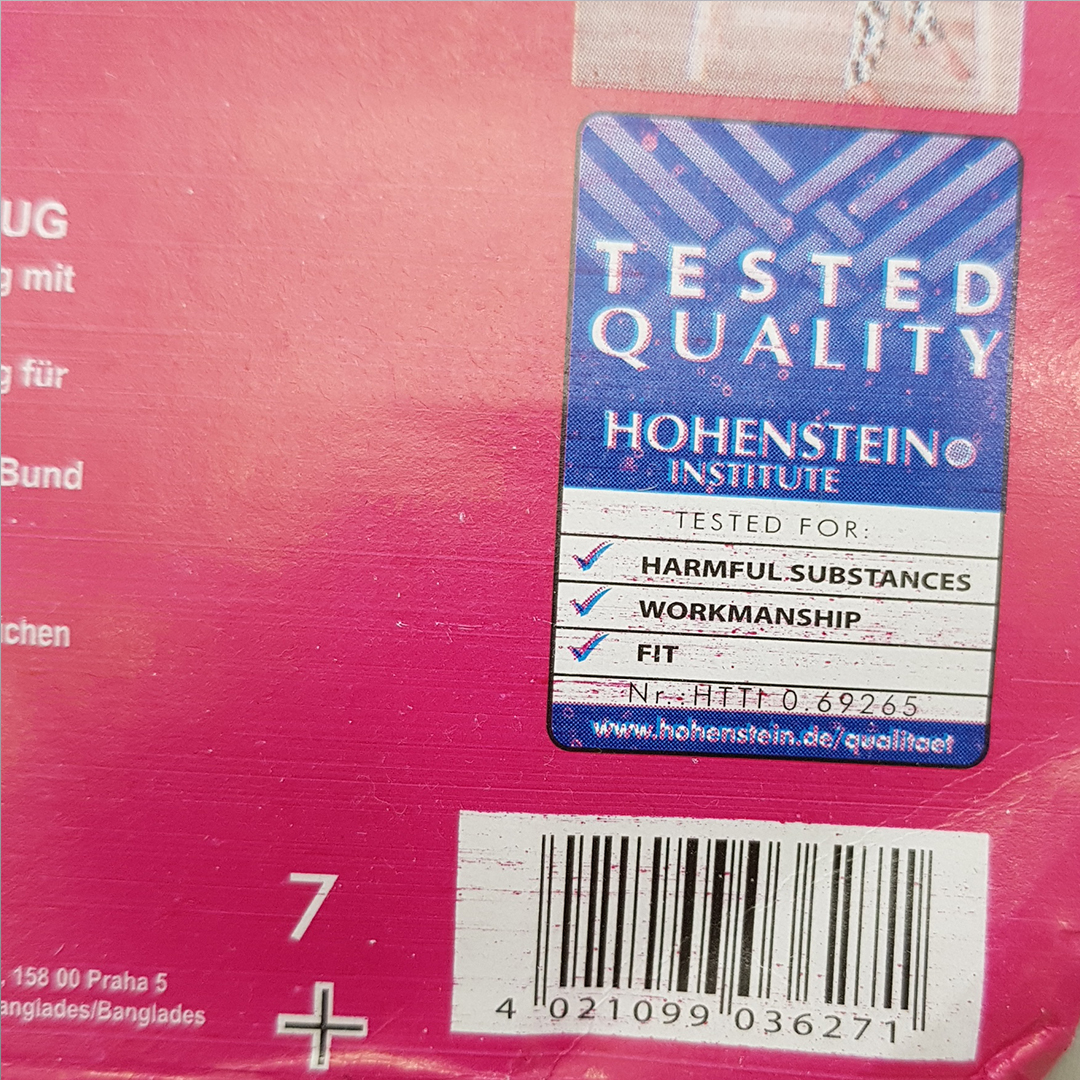 UG
g mit
g für
Bund
chen
TESTED
QUALITY
HOHENSTEIN
INSTITUTE
TESTED FOR:
HARMFUL SUBSTANCES
WORKMANSHIP
FIT
Nr.: HTTI 0.69265
www.hohenstein.de/qualitaet
7
, 158 00 Praha 5
anglades/Banglades
4 021099 036271